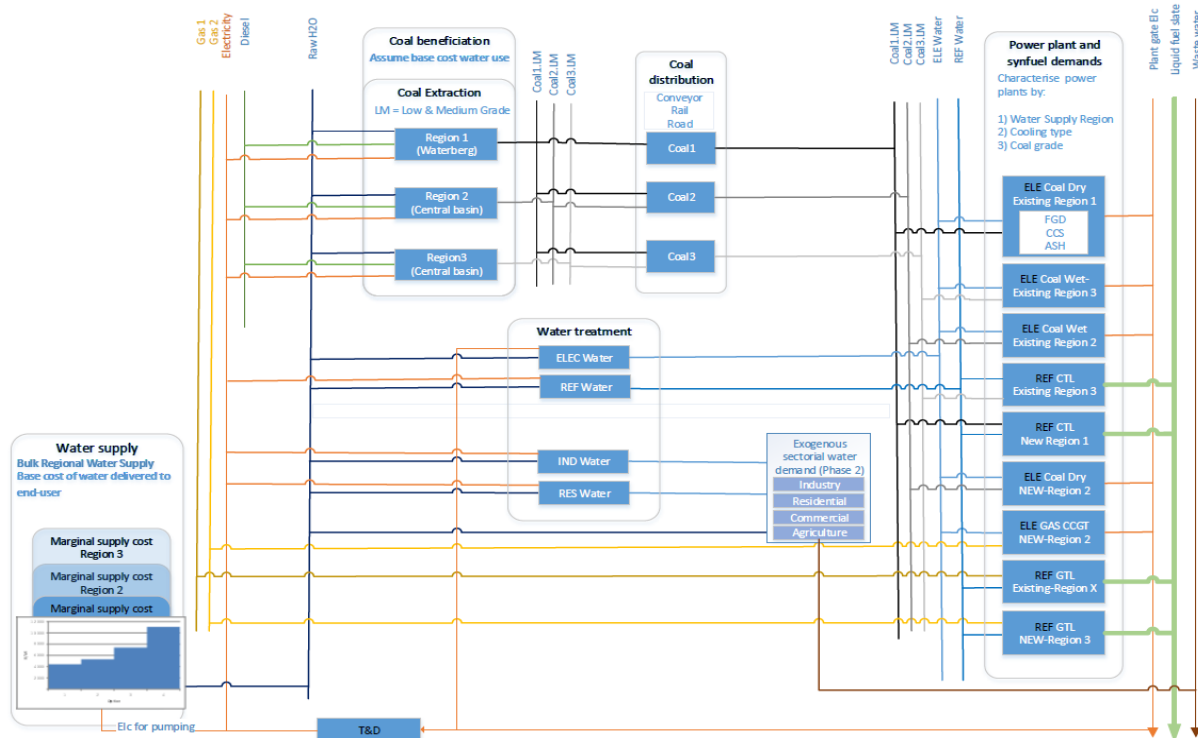 Gas 1
Gas 2
Electricity
Diesel
Raw H2O
Coal beneficiation
Assume base cost water use
Coal Extraction
LM = Low & Medium Grade
Region 1
(Waterberg)
Region 2
(Central basin)
Region3
(Central basin)
Coal1.LM
Coal2.LM
Coal3.LM
Coal
distribution
Conveyor
Rail
Road
Coal1
Coal2
Coal3
Coal1.LM
Coal2.LM
Coal3.LM
ELE Water
REF Water
Power plant and
synfuel demands
Characterise power
plants by:
1) Water Supply Region
2) Cooling type
3) Coal grade
ELE Coal Dry
Existing Region 1
FGD
CCS
ASH
ELE Coal Wet-
Existing Region 3
ELE Coal Wet
Existing Region 2
REF CTL
Existing Region 3
REF CTL
New Region 1
ELE Coal Dry
NEW-Region 2
ELE GAS CCGT
NEW-Region 2
REF GTL
Existing-Region X
REF GTL
NEW-Region 3
Plant gate Elc
Liquid fuel slate
Waste water
Water treatment
ELEC Water
REF Water
IND Water
RES Water
Exogenous
sectorial water
demand (Phase 2)
Industry
Residential
Commercial
Agriculture
Water supply
Bulk Regional Water Supply
Base cost of water delivered to
end-user
Marginal supply cost
Region 3
Marginal supply cost
Region 2
Marginal supply cost
1
2
3
4
Elc for pumping
T&D